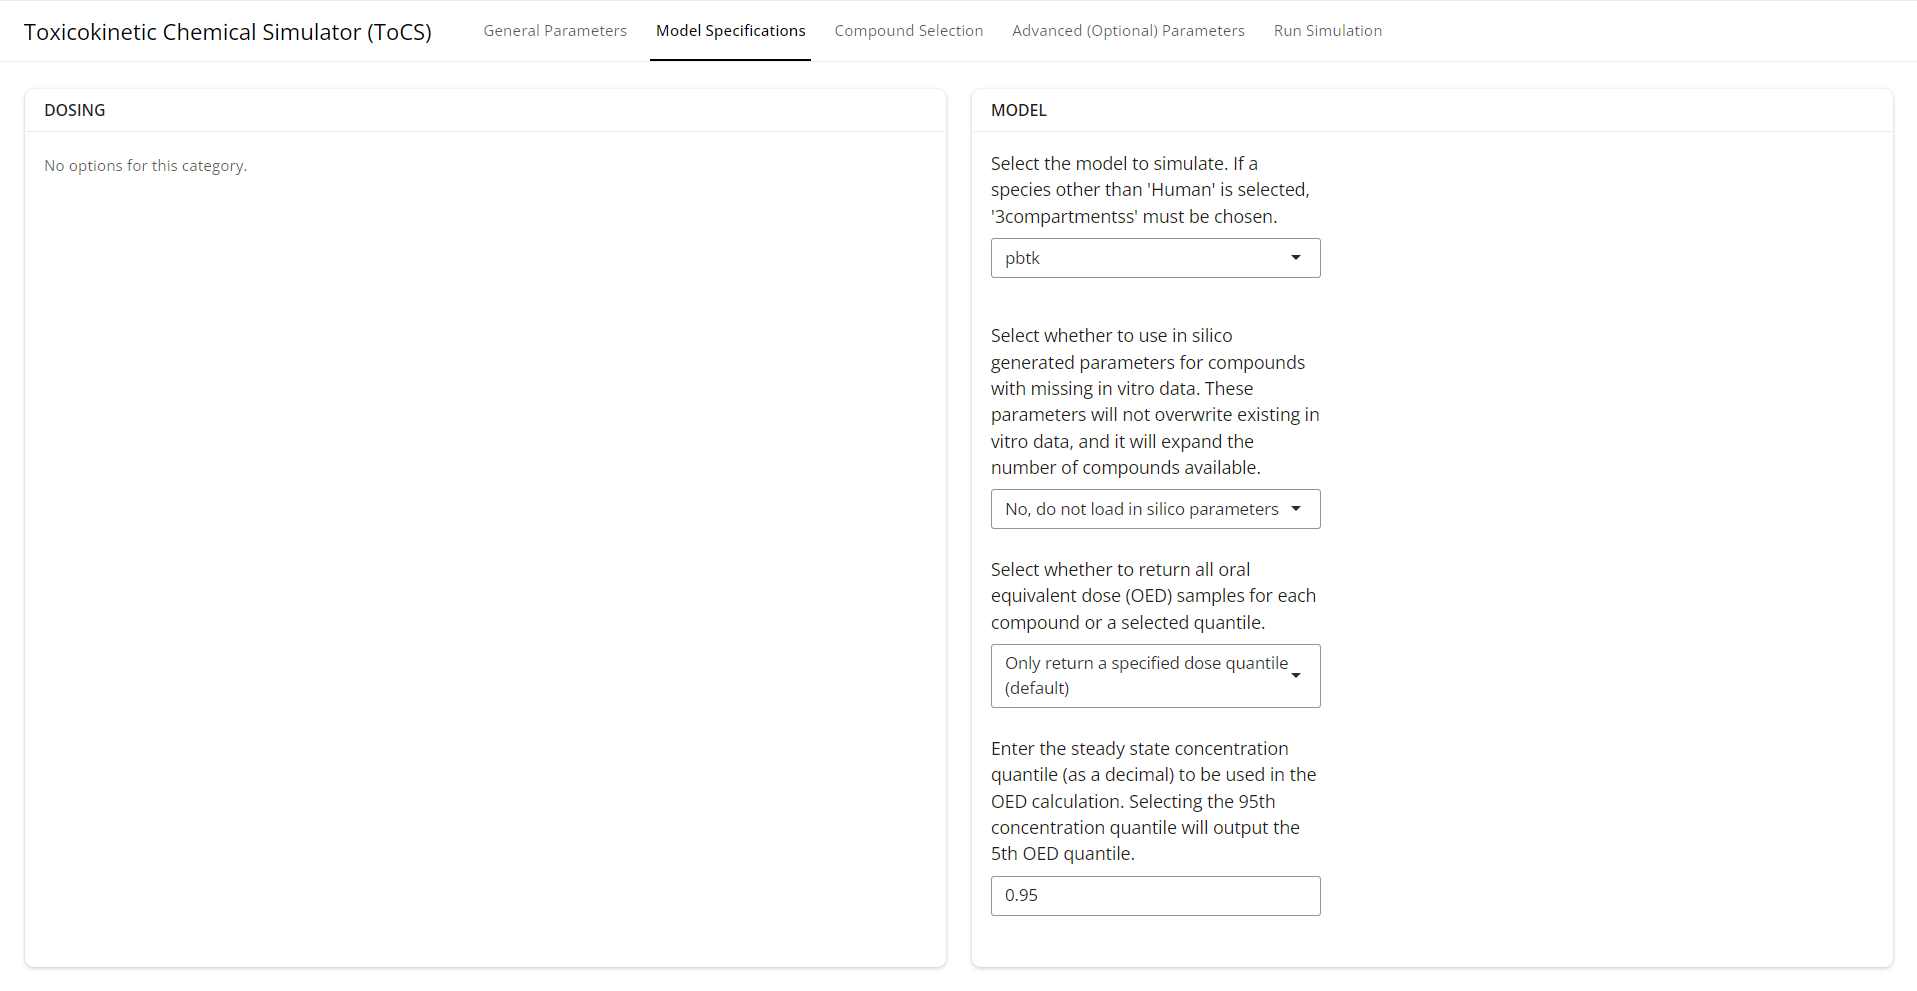 Toxicokinetic Chemical Simulator (ToCS)
General Parameters
Model Specifications
Compound Selection
Advanced (Optional) Parameters
Run Simulation
DOSING
No options for this category.
MODEL
Select the model to simulate. If a
species other than 'Human' is selected,
'3compartmentss' must be chosen.
pbtk
Select whether to use in silico
generated parameters for compounds
with missing in vitro data. These
parameters will not overwrite existing in
vitro data, and it will expand the
number of compounds available.
No, do not load in silico parameters
Select whether to return all oral
equivalent dose (OED) samples for each
compound or a selected quantile.
Only return a specified dose quantile
(default)
Enter the steady state concentration
quantile (as a decimal) to be used in the
OED calculation. Selecting the 95th
concentration quantile will output the
5th OED quantile.
0.95